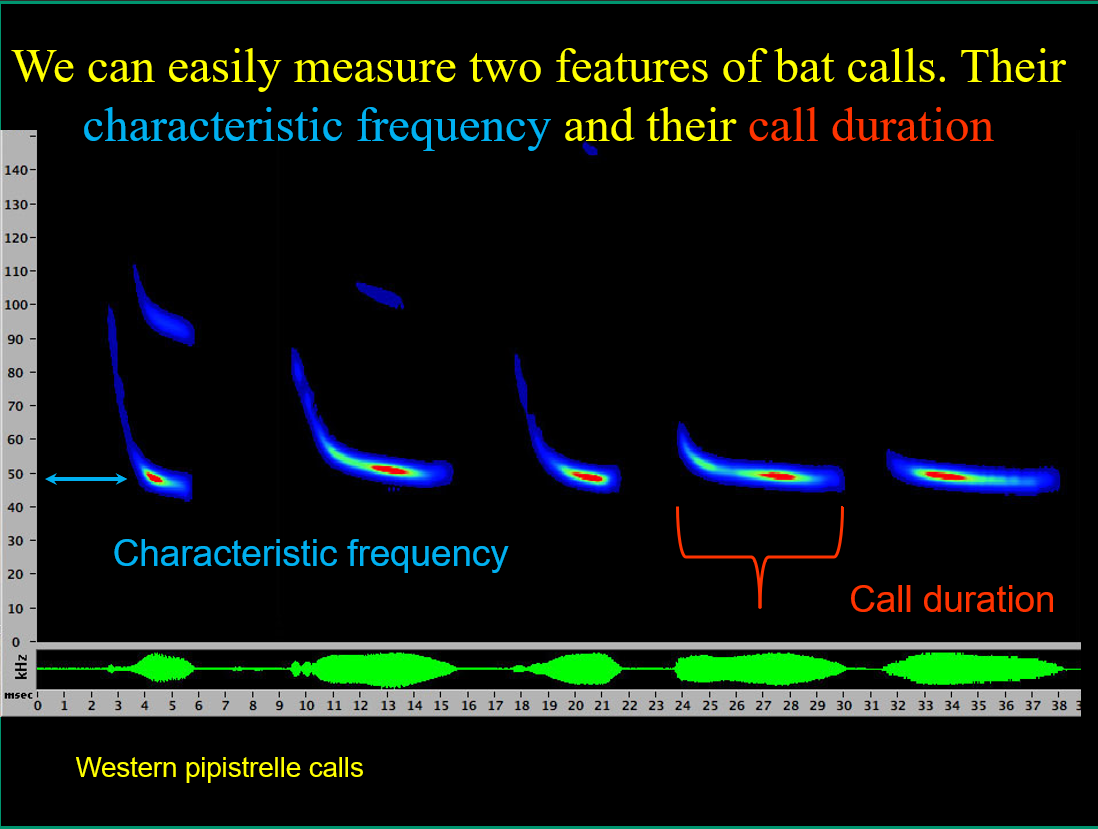 We can easily measure two features of bat calls. Their
characteristic frequency and their call duration
140
130
120
110
100
90
80
70
60
50
40
30
20
10
0
kHz
Characteristic frequency
Call duration
msec
0 1 2 3 4 5 6 7 8 9 10 11 12 13 14 15 16 17 18 19 20 21 22 23 24 25 26 27 28 29 30 31 32 33 34 35 36 37 38 3
Western pipistrelle calls